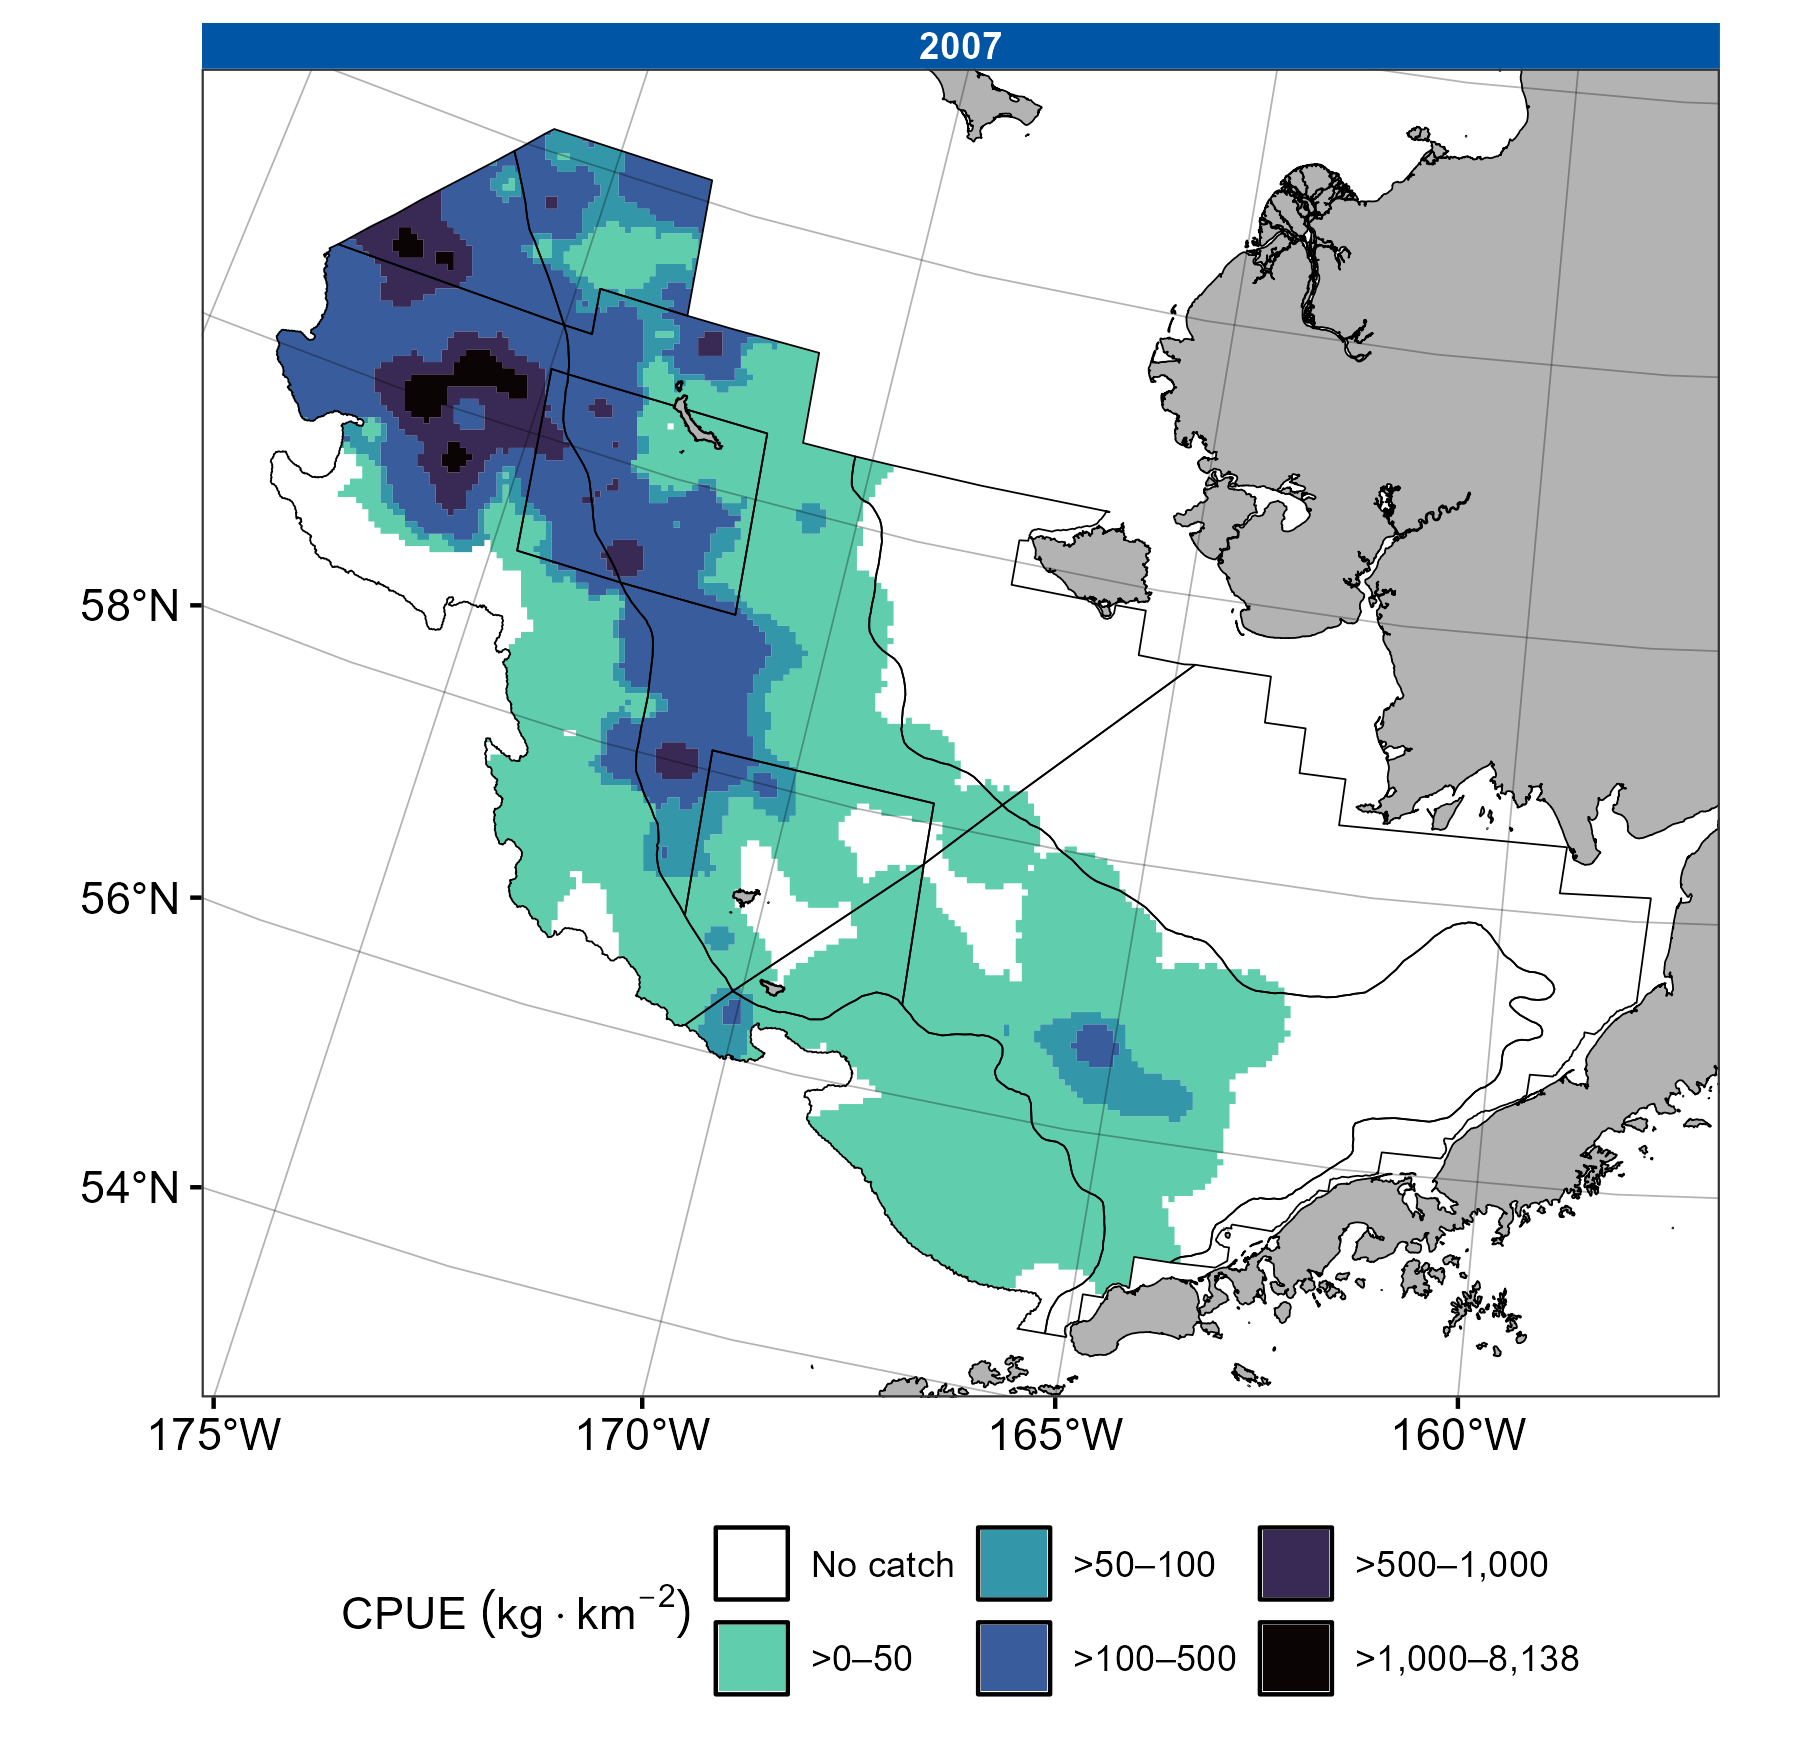 2007
58°N
56°N
54°N
175°W 170°W 165°W 160°W
CPUE (kg · km⁻²)
No catch >50–100 >500–1,000
>0–50 >100–500 >1,000–8,138